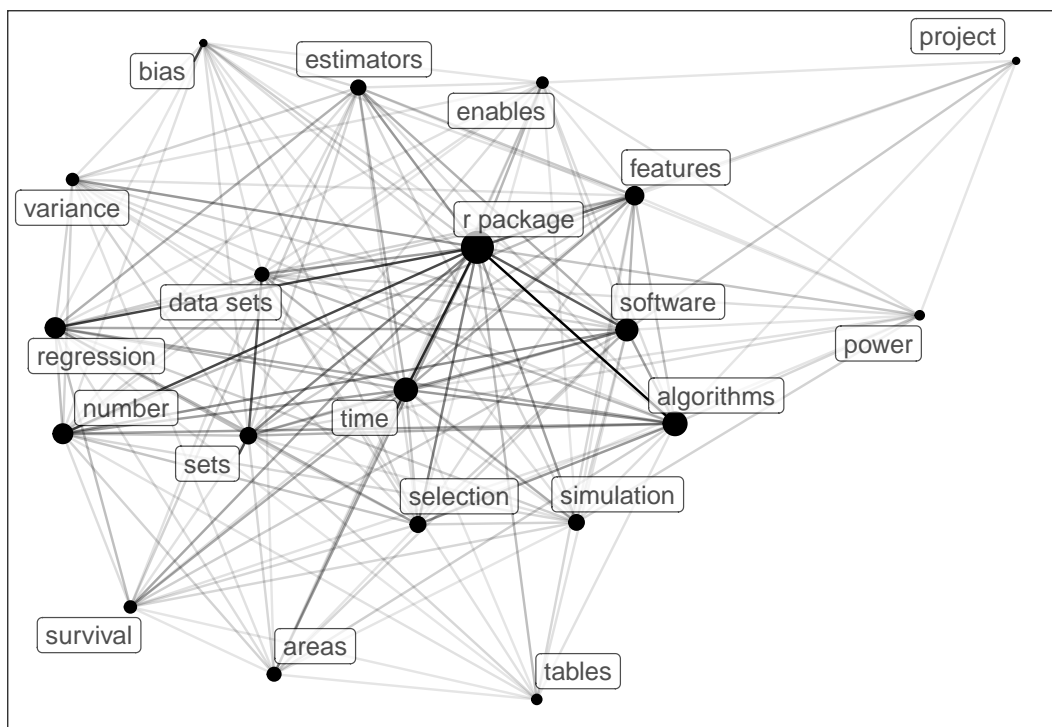 project
estimators
bias
enables
features
variance
r package
data sets
software
regression
power
algorithms
number
time
sets
selection
simulation
survival
areas
tables